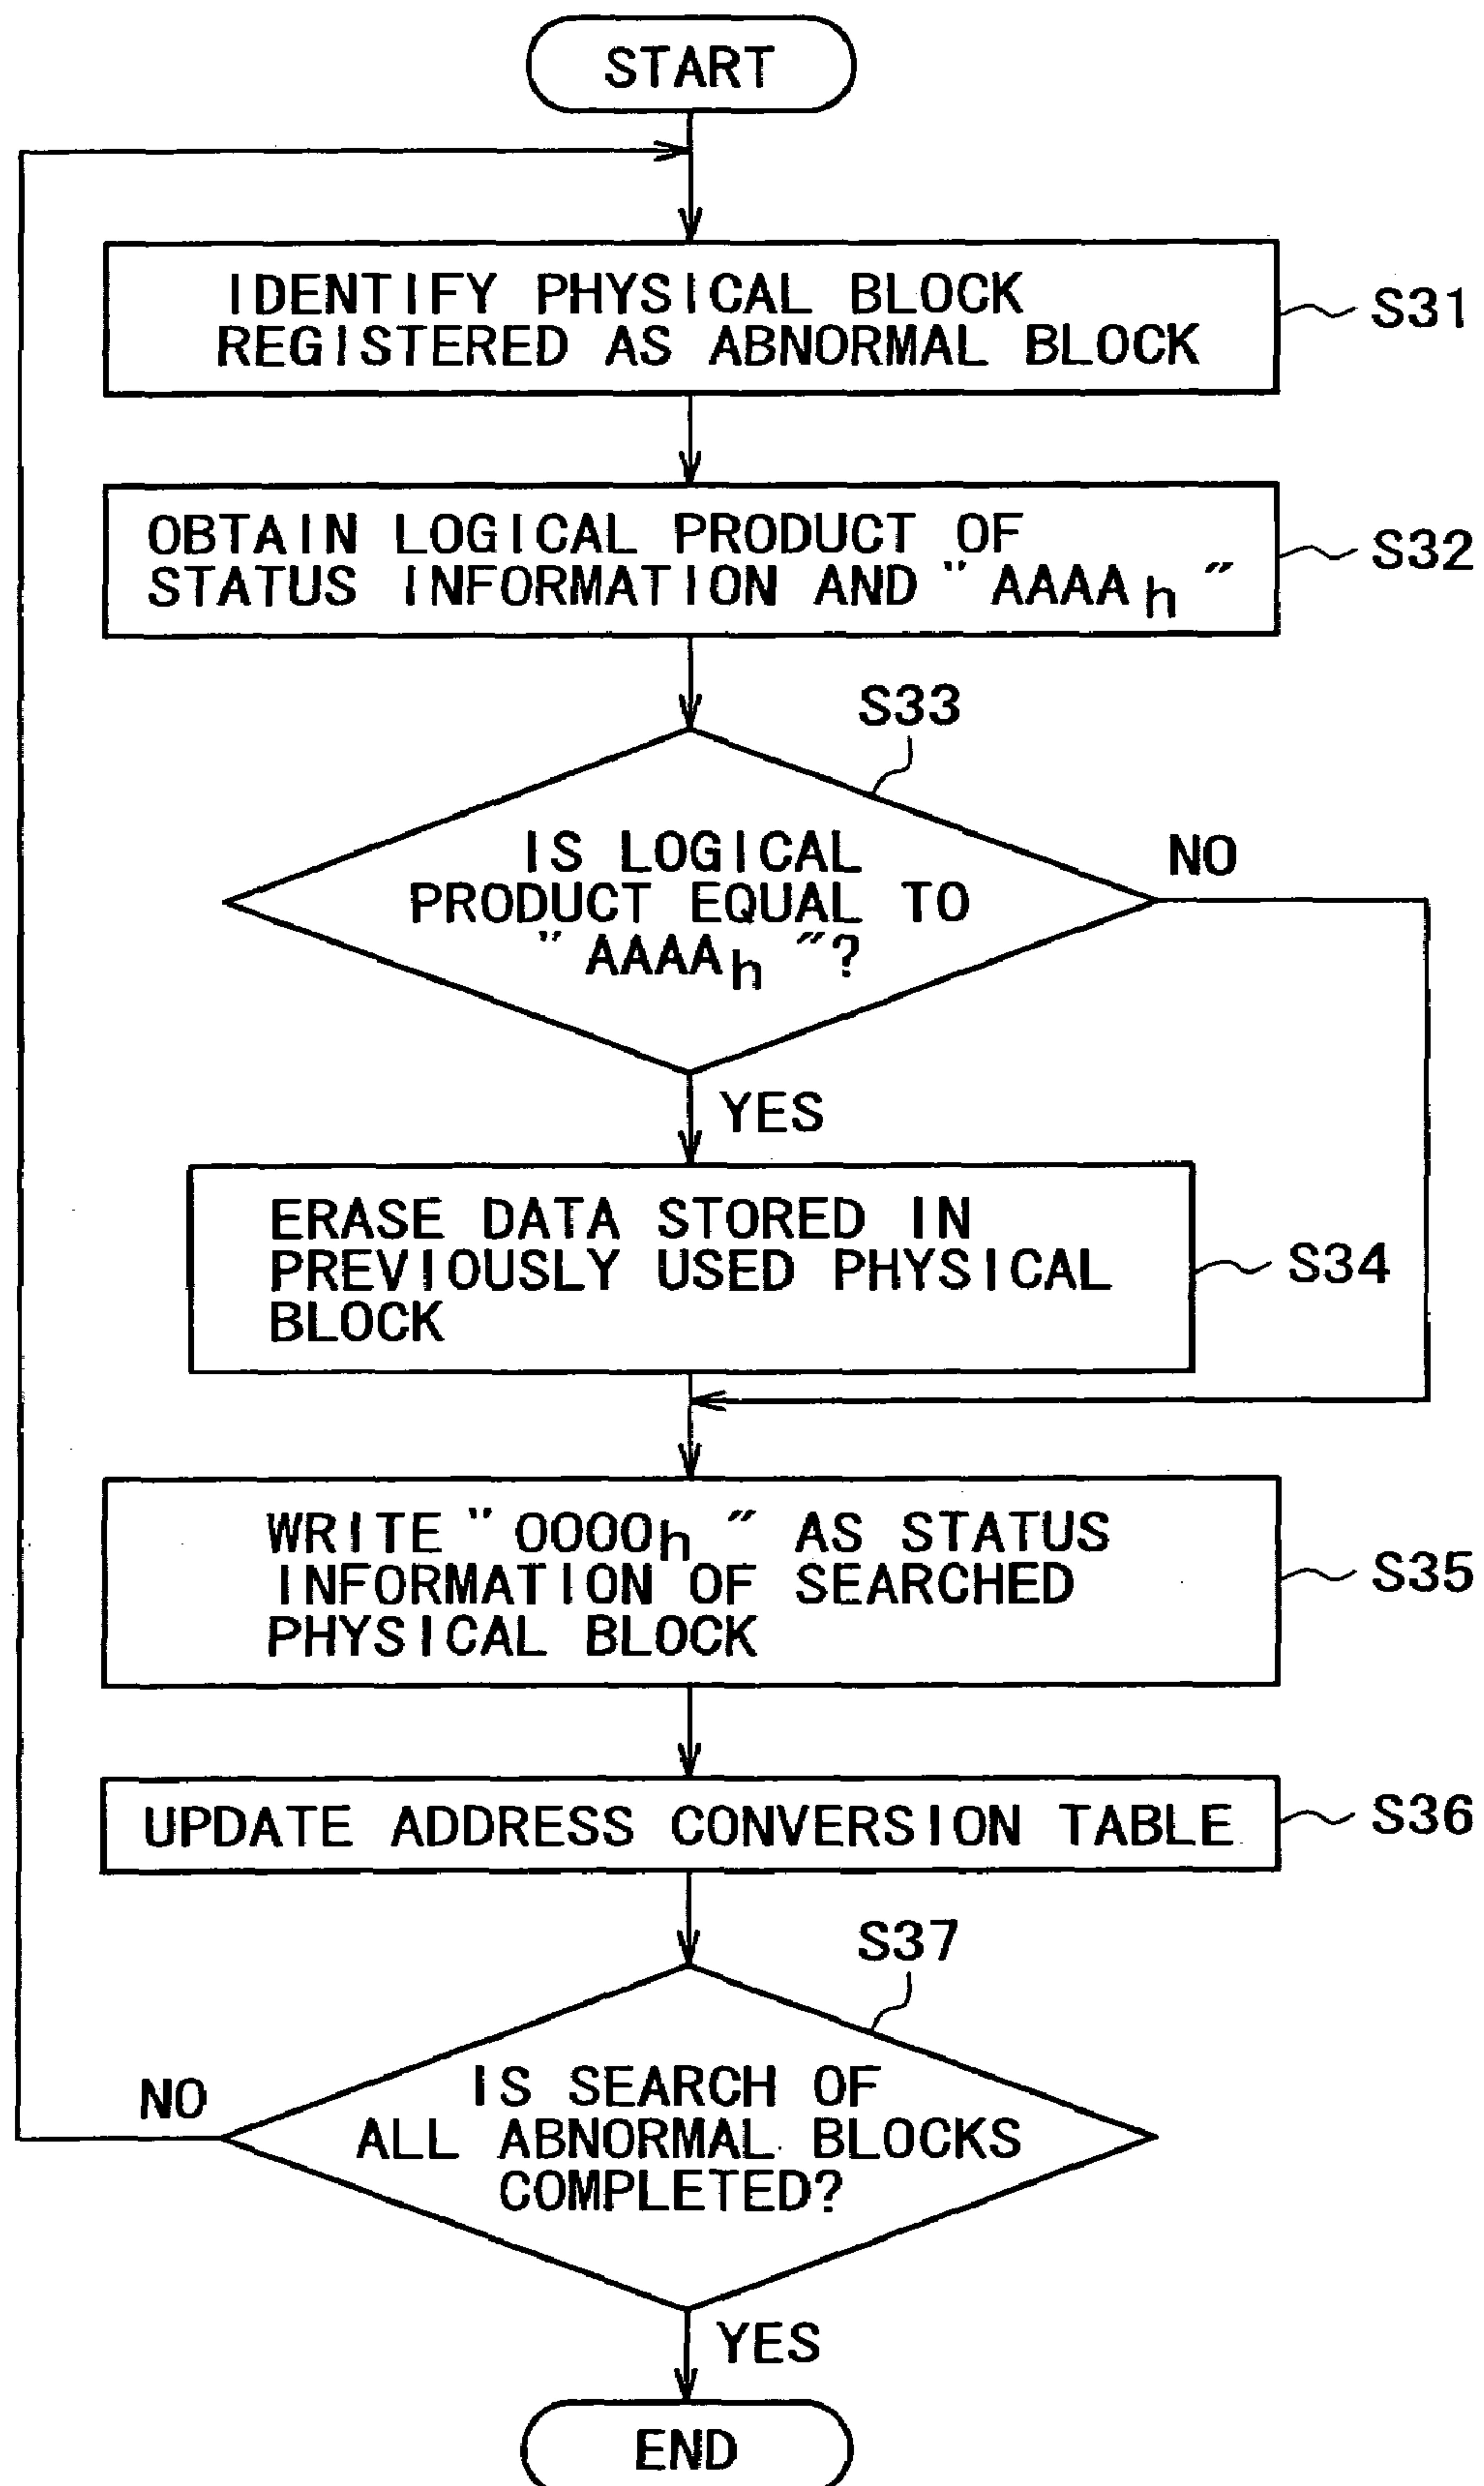 START
IDENTIFY PHYSICAL BLOCK
REGISTERED AS ABNORMAL BLOCK
S31
OBTAIN LOGICAL PRODUCT OF
STATUS INFORMATION AND "AAAAh"
S32
S33
IS LOGICAL
PRODUCT EQUAL TO
"AAAAh"?
NO
YES
ERASE DATA STORED IN
PREVIOUSLY USED PHYSICAL
BLOCK
S34
WRITE "0000h" AS STATUS
INFORMATION OF SEARCHED
PHYSICAL BLOCK
S35
UPDATE ADDRESS CONVERSION TABLE
S36
S37
IS SEARCH OF
ALL ABNORMAL BLOCKS
COMPLETED?
NO
YES
END